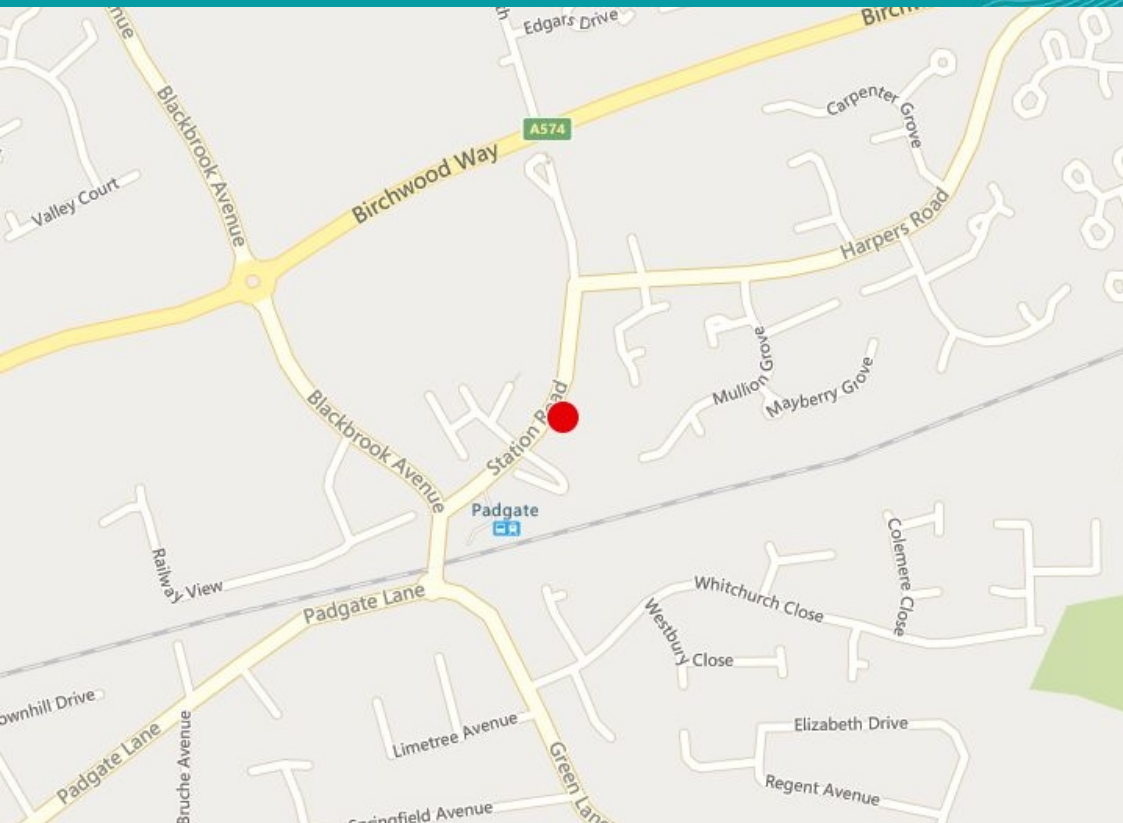 Edgars Drive
Blackbrook Avenue
A574
Birchwood Way
Carpenter Grove
Valley Court
Harpers Road
Mullion Grove
Mayberry Grove
Blackbrook Avenue
Station Road
Padgate
Railway View
Padgate Lane
Whitchurch Close
Colemere Close
Westbury Close
Drive
Padgate Lane
Bruche Avenue
Limetree Avenue
Elizabeth Drive
Green Lane
Regent Avenue
Avenue